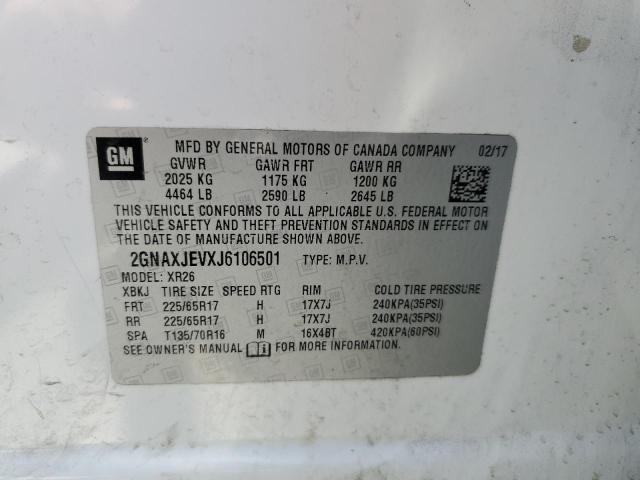 GM
MFD BY GENERAL MOTORS OF CANADA COMPANY 02/17
GVWR GAWR FRT GAWR RR
2025 KG 1175 KG 1200 KG
4464 LB 2590 LB 2645 LB
THIS VEHICLE CONFORMS TO ALL APPLICABLE U.S. FEDERAL MOTOR
VEHICLE SAFETY AND THEFT PREVENTION STANDARDS IN EFFECT ON
THE DATE OF MANUFACTURE SHOWN ABOVE.
2GNAXJEVXJ6106501 TYPE: M.P.V.
MODEL: XR26
XBKJ TIRE SIZE SPEED RTG RIM COLD TIRE PRESSURE
FRT 225/65R17 H 17X7J 240KPA(35PSI)
RR 225/65R17 H 17X7J 240KPA(35PSI)
SPA T135/70R16 M 16X4BT 420KPA(60PSI)
SEE OWNER'S MANUAL FOR MORE INFORMATION.